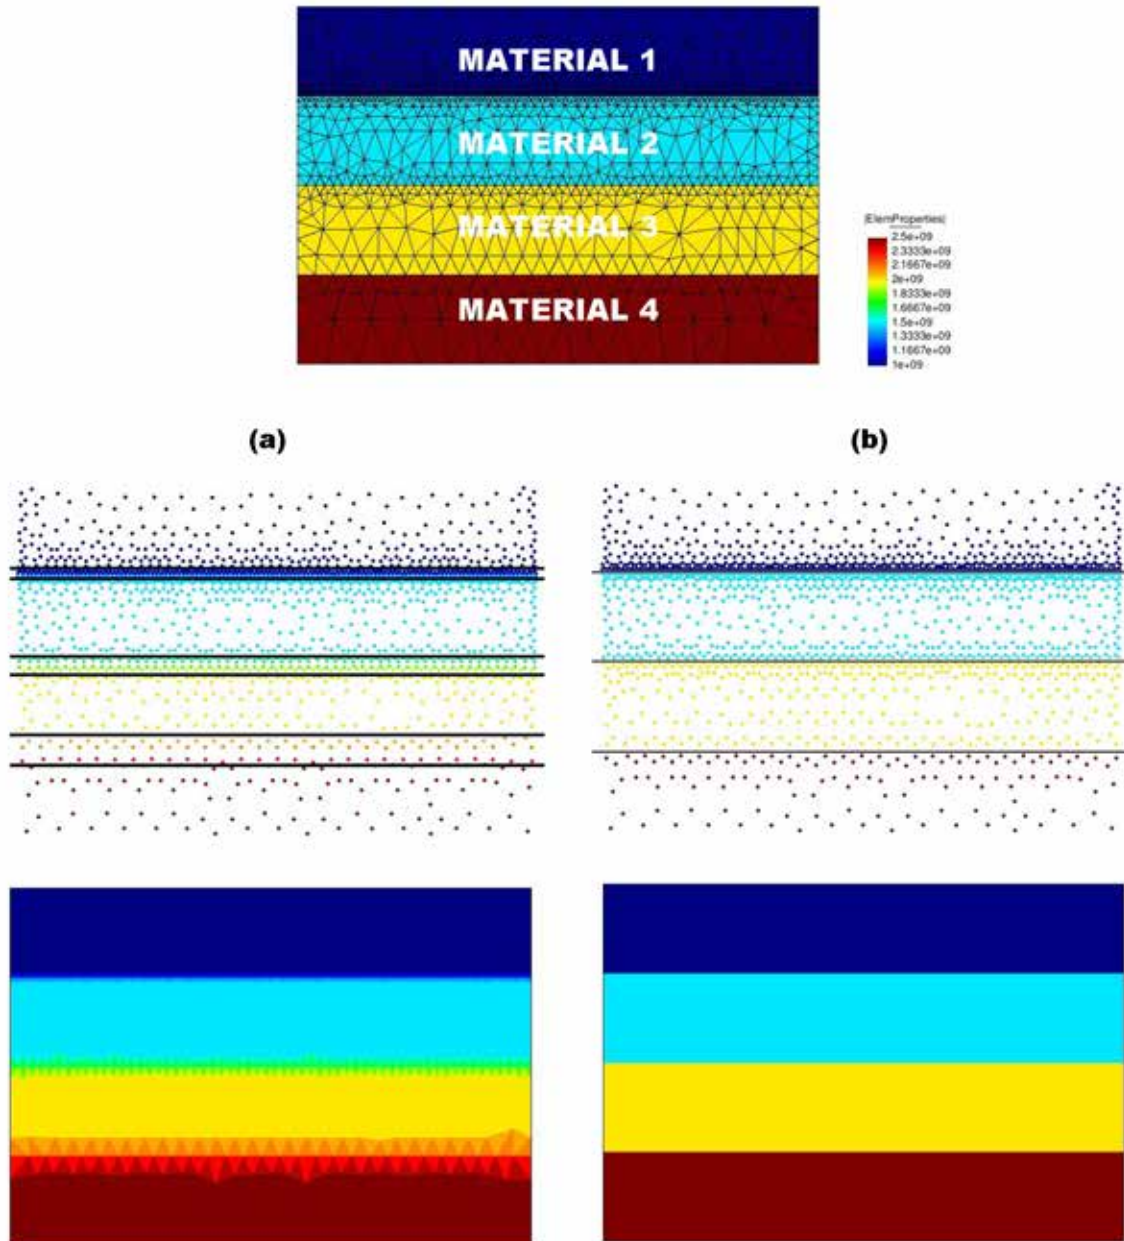 MATERIAL 1
MATERIAL 2
MATERIAL 3
MATERIAL 4
|ElemProperties|
2.5e+09
2.3333e+09
2.1667e+09
2e+09
1.8333e+09
1.6667e+09
1.5e+09
1.3333e+09
1.1667e+09
1e+09
(a)
(b)